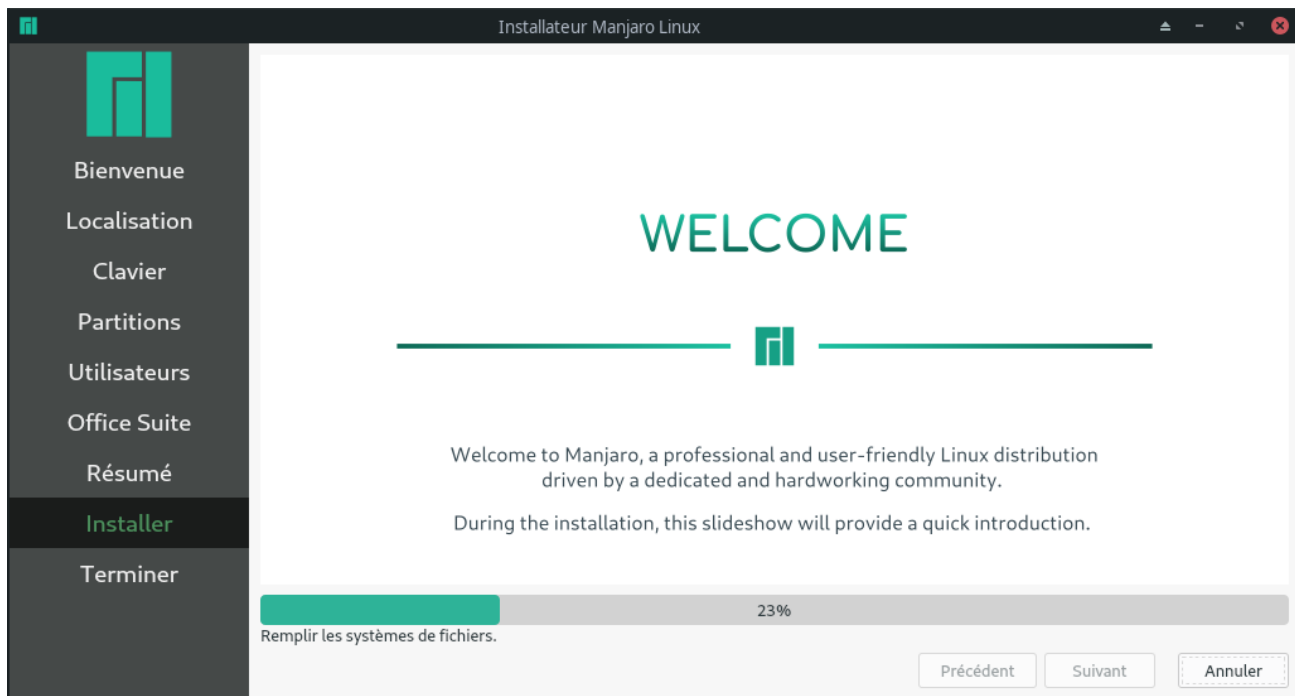 Installateur Manjaro Linux
Bienvenue
Localisation
Clavier
Partitions
Utilisateurs
Office Suite
Résumé
Installer
Terminer
WELCOME
Welcome to Manjaro, a professional and user-friendly Linux distribution
driven by a dedicated and hardworking community.
During the installation, this slideshow will provide a quick introduction.
23%
Remplir les systèmes de fichiers.
Précédent
Suivant
Annuler